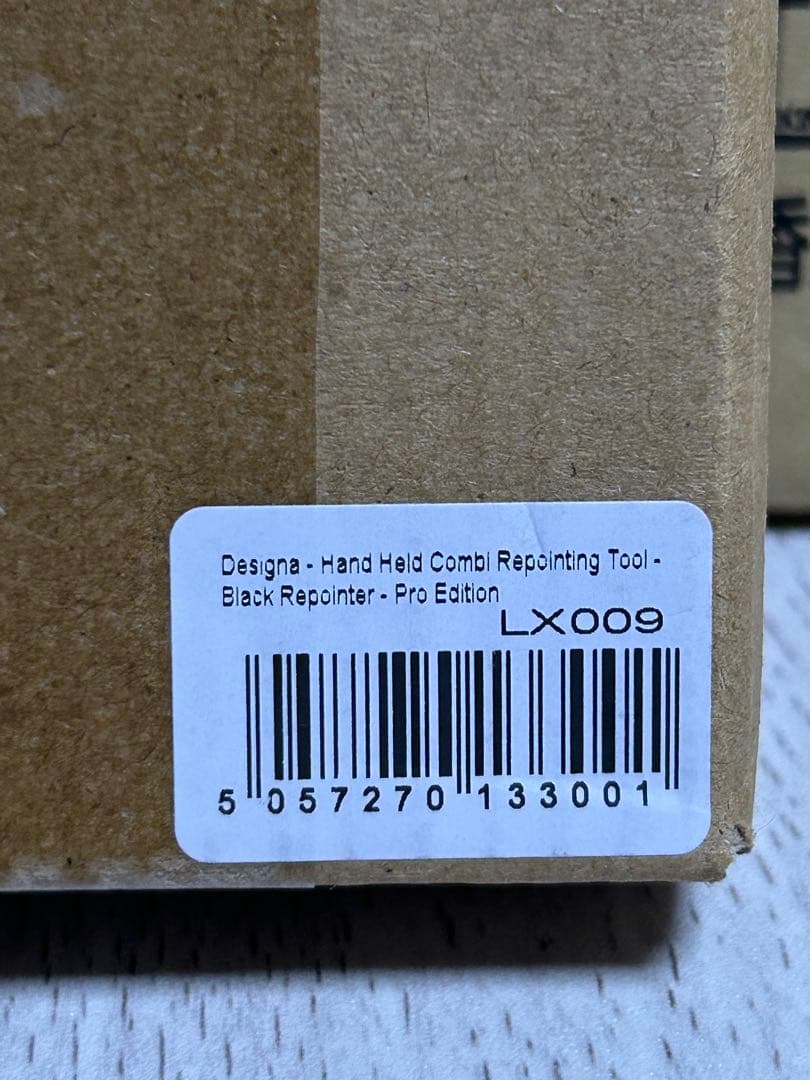 Designa - Hand Held Combi Repointing Tool -
Black Repointer - Pro Edition
LX009
5 057270 133001